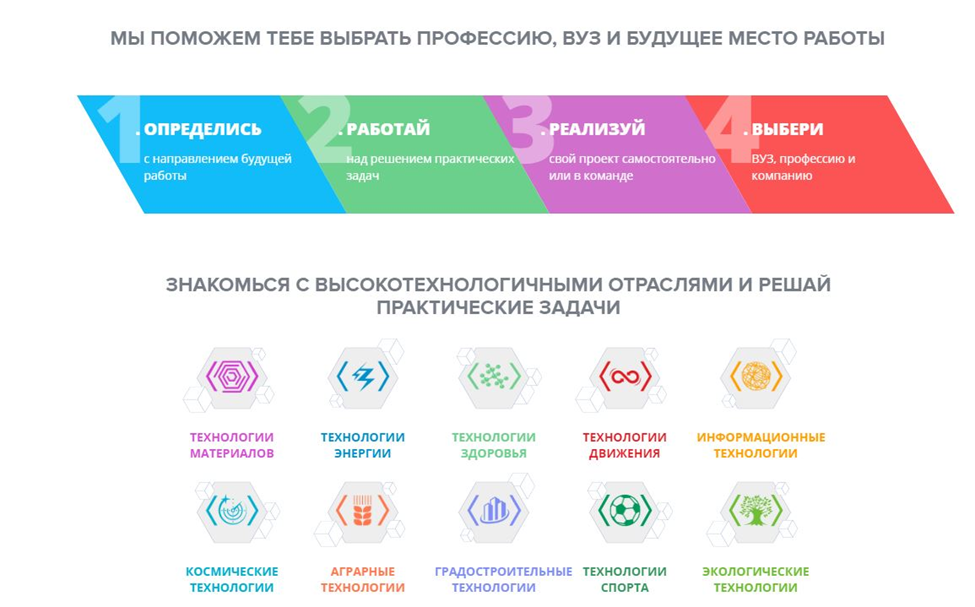 МЫ ПОМОЖЕМ ТЕБЕ ВЫБРАТЬ ПРОФЕССИЮ, ВУЗ И БУДУЩЕЕ МЕСТО РАБОТЫ
1. ОПРЕДЕЛИСЬ
с направлением будущей
работы
2. РАБОТАЙ
над решением практических
задач
3. РЕАЛИЗУЙ
свой проект самостоятельно
или в команде
4. ВЫБЕРИ
ВУЗ, профессию и
компанию
ЗНАКОМЬСЯ С ВЫСОКОТЕХНОЛОГИЧНЫМИ ОТРАСЛЯМИ И РЕШАЙ
ПРАКТИЧЕСКИЕ ЗАДАЧИ
ТЕХНОЛОГИИ
МАТЕРИАЛОВ
ТЕХНОЛОГИИ
ЭНЕРГИИ
ТЕХНОЛОГИИ
ЗДОРОВЬЯ
ТЕХНОЛОГИИ
ДВИЖЕНИЯ
ИНФОРМАЦИОННЫЕ
ТЕХНОЛОГИИ
КОСМИЧЕСКИЕ
ТЕХНОЛОГИИ
АГРАРНЫЕ
ТЕХНОЛОГИИ
ГРАДОСТРОИТЕЛЬНЫЕ
ТЕХНОЛОГИИ
ТЕХНОЛОГИИ
СПОРТА
ЭКОЛОГИЧЕСКИЕ
ТЕХНОЛОГИИ